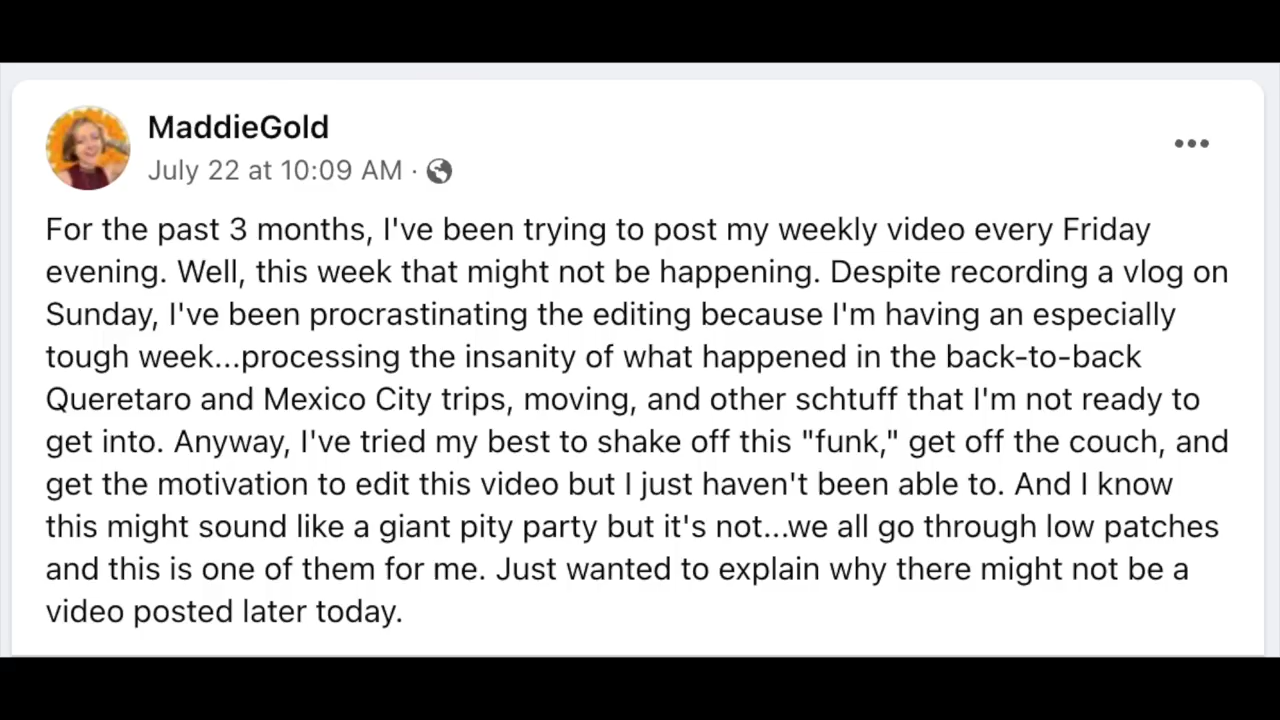 MaddieGold
July 22 at 10:09 AM ·
For the past 3 months, I've been trying to post my weekly video every Friday
evening. Well, this week that might not be happening. Despite recording a vlog on
Sunday, I've been procrastinating the editing because I'm having an especially
tough week...processing the insanity of what happened in the back-to-back
Queretaro and Mexico City trips, moving, and other schtuff that I'm not ready to
get into. Anyway, I've tried my best to shake off this "funk," get off the couch, and
get the motivation to edit this video but I just haven't been able to. And I know
this might sound like a giant pity party but it's not...we all go through low patches
and this is one of them for me. Just wanted to explain why there might not be a
video posted later today.